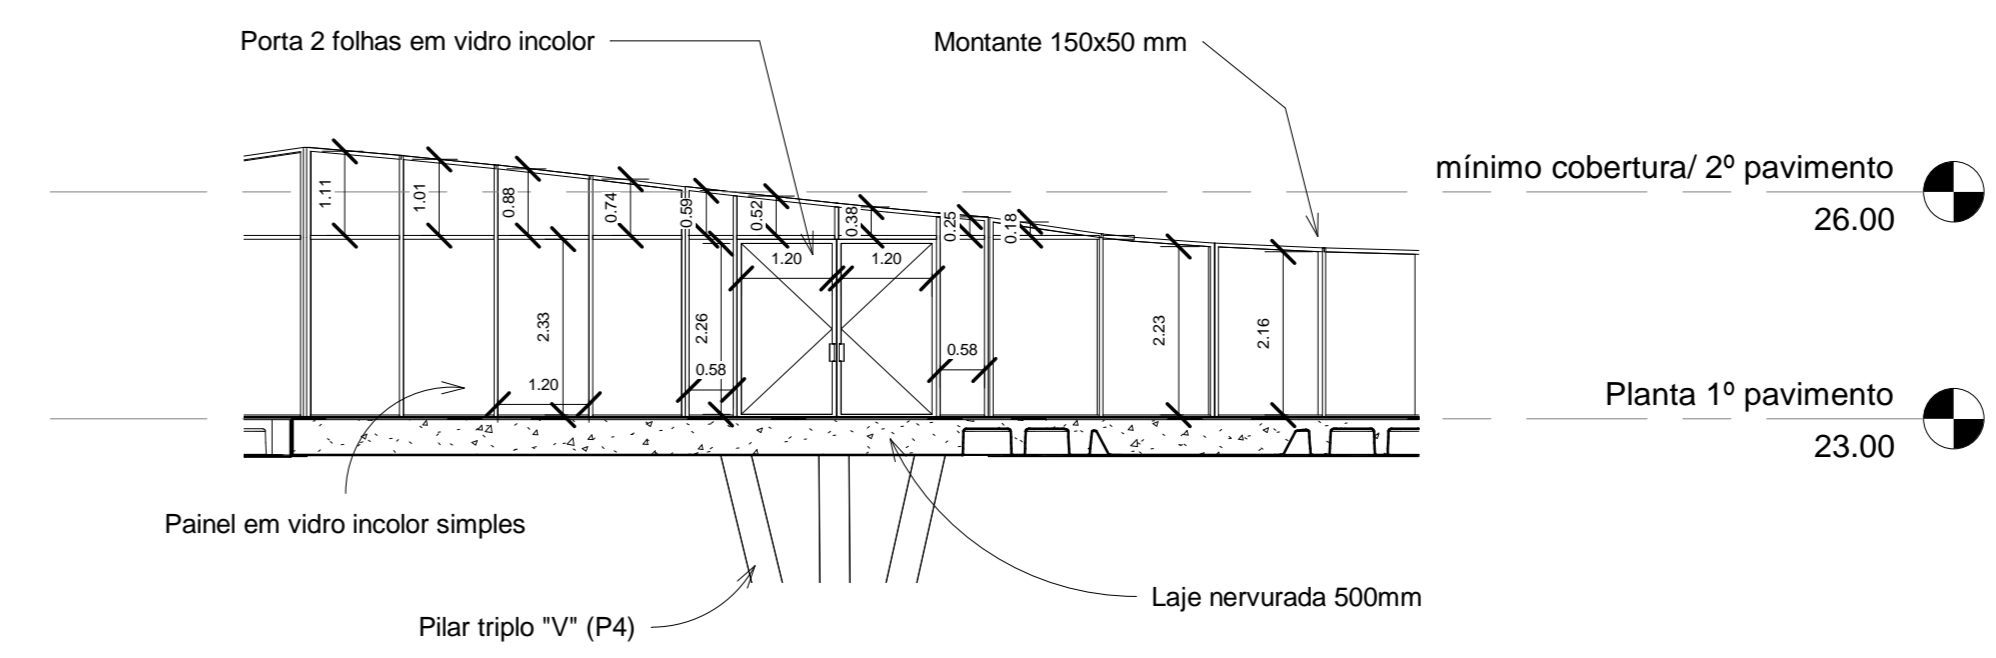 Porta 2 folhas em vidro incolor
Montante 150x50 mm
mínimo cobertura/ 2º pavimento
26.00
1.11
1.01
0.88
0.74
0.59
0.52
0.38
0.25
0.18
1.20
1.20
2.33
2.26
2.23
2.16
0.58
0.58
1.20
Planta 1º pavimento
23.00
Painel em vidro incolor simples
Laje nervurada 500mm
Pilar triplo "V" (P4)